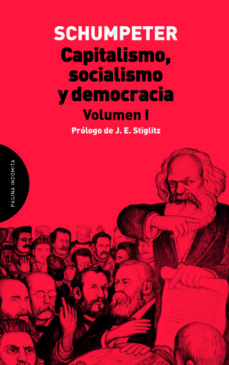 SCHUMPETER
Capitalismo,
socialismo
y democracia
Volumen I
Prólogo de J. E. Stiglitz
PÁGINA INDÓMITA